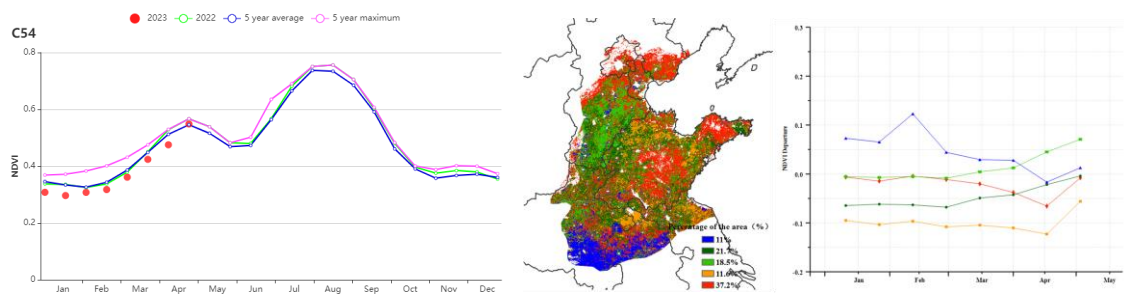 2023 2022 5 year average 5 year maximum
C54
0.8
0.6
0.4
0.2
0
NDVI
Jan Feb Mar Apr May Jun Jul Aug Sep Oct Nov Dec
Percentage of the area (%)
11%
21.7%
18.5%
11.6%
37.2%
0.3
0.2
0.1
0.0
-0.1
-0.2
NDVI Departure
Jan Feb Mar Apr May